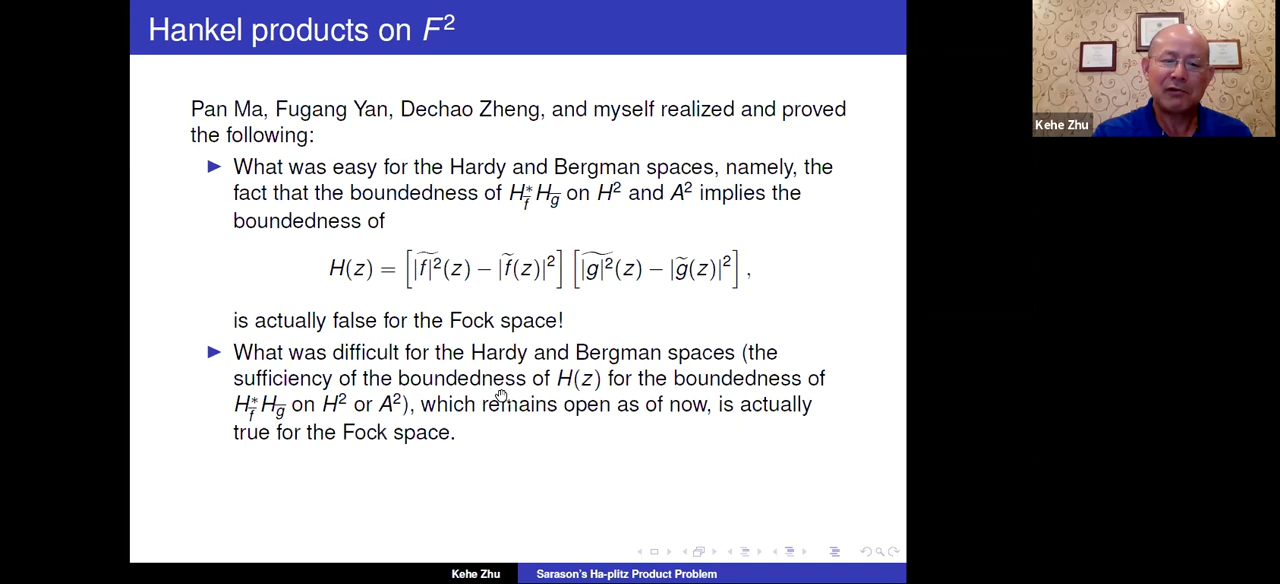 Hankel products on F²
Pan Ma, Fugang Yan, Dechao Zheng, and myself realized and proved
the following:
What was easy for the Hardy and Bergman spaces, namely, the
fact that the boundedness of H*_f̅ H_g̅ on H² and A² implies the
boundedness of
H(z) = [|f|²~(z) − |f̃(z)|²] [|g|²~(z) − |g̃(z)|²] ,
is actually false for the Fock space!
What was difficult for the Hardy and Bergman spaces (the
sufficiency of the boundedness of H(z) for the boundedness of
H*_f̅ H_g̅ on H² or A²), which remains open as of now, is actually
true for the Fock space.
Kehe Zhu
Sarason's Ha-plitz Product Problem
Kehe Zhu